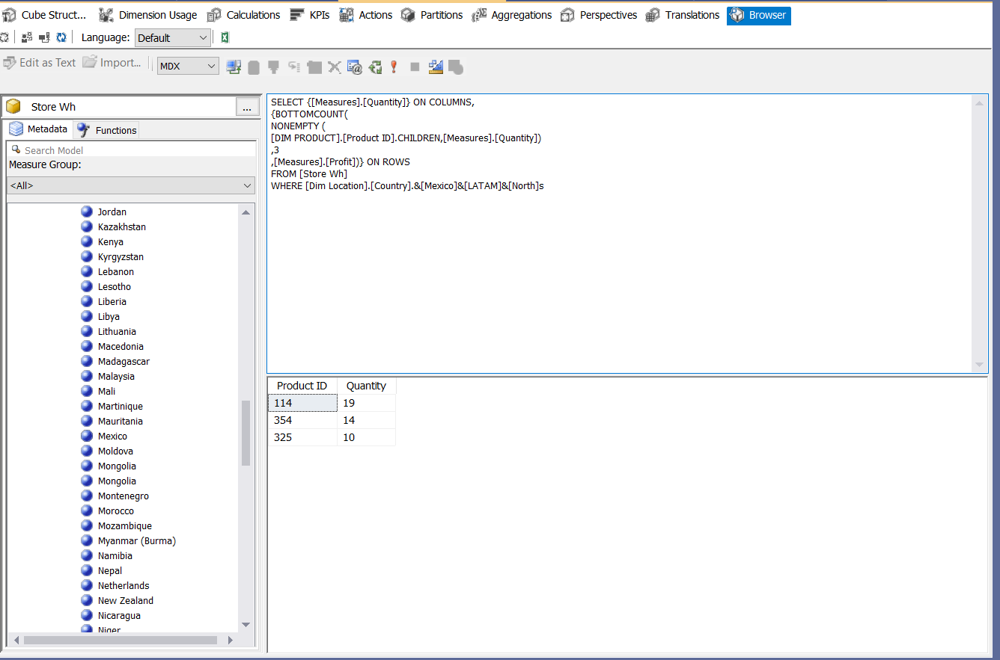 Cube Struct... Dimension Usage Calculations KPIs Actions Partitions Aggregations Perspectives Translations Browser
Language: Default
Edit as Text Import... MDX
Store Wh ...
Metadata Functions
Search Model
Measure Group:
<All>
Jordan
Kazakhstan
Kenya
Kyrgyzstan
Lebanon
Lesotho
Liberia
Libya
Lithuania
Macedonia
Madagascar
Malaysia
Mali
Martinique
Mauritania
Mexico
Moldova
Mongolia
Mongolia
Montenegro
Morocco
Mozambique
Myanmar (Burma)
Namibia
Nepal
Netherlands
New Zealand
Nicaragua
Niger
SELECT {[Measures].[Quantity]} ON COLUMNS,
{BOTTOMCOUNT(
NONEMPTY (
[DIM PRODUCT].[Product ID].CHILDREN,[Measures].[Quantity])
,3
,[Measures].[Profit])} ON ROWS
FROM [Store Wh]
WHERE [Dim Location].[Country].&[Mexico]&[LATAM]&[North]s
Product ID Quantity
114 19
354 14
325 10